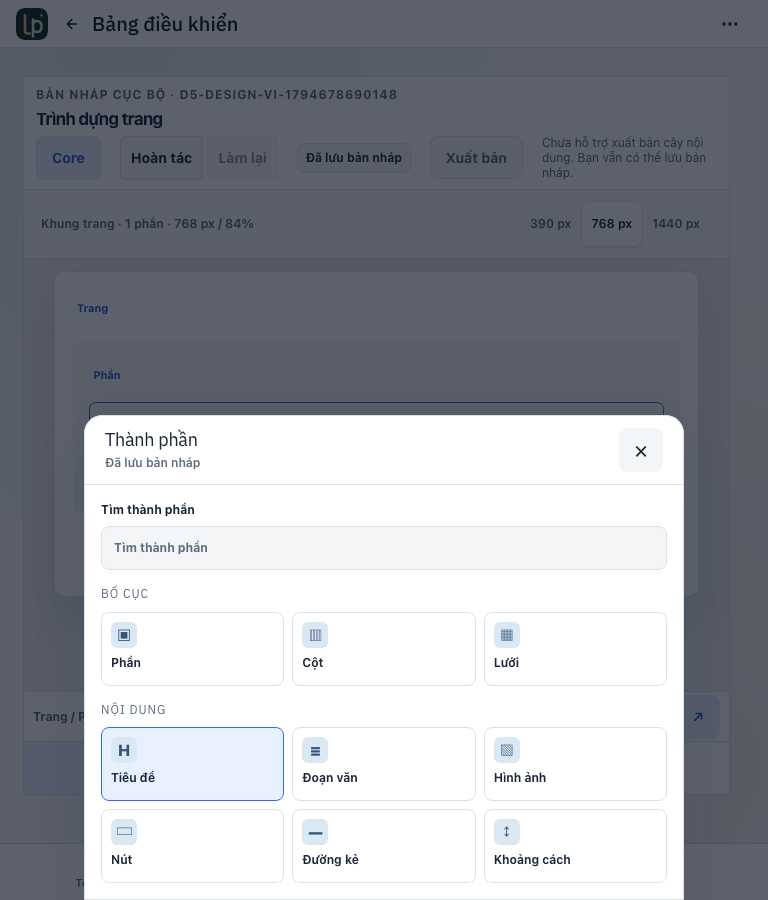 lp
Bảng điều khiển
BẢN NHÁP CỤC BỘ · D5-DESIGN-VI-1794678690148
Trình dựng trang
Core
Hoàn tác
Làm lại
Đã lưu bản nháp
Xuất bản
Chưa hỗ trợ xuất bản cây nội
dung. Bạn vẫn có thể lưu bản
nháp.
Khung trang · 1 phần · 768 px / 84%
390 px
768 px
1440 px
Trang
Phần
Thành phần
Đã lưu bản nháp
Tìm thành phần
Tìm thành phần
BỐ CỤC
Phần
Cột
Lưới
Trang /
NỘI DUNG
H
Tiêu đề
Đoạn văn
Hình ảnh
Nút
Đường kẻ
Khoảng cách